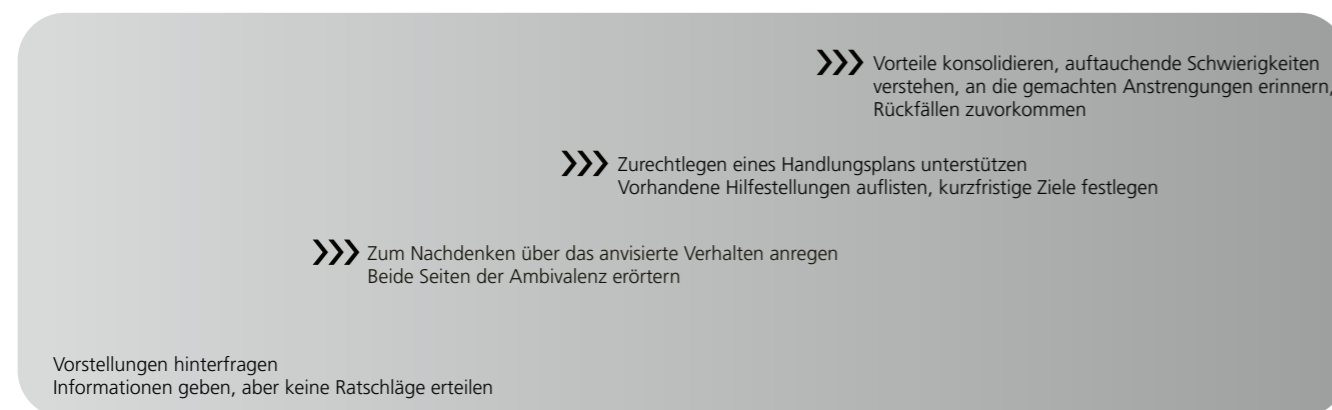 Vorteile konsolidieren, auftauchende Schwierigkeiten
verstehen, an die gemachten Anstrengungen erinnern,
Rückfällen zuvorkommen
Zurechtlegen eines Handlungsplans unterstützen
Vorhandene Hilfestellungen auflisten, kurzfristige Ziele festlegen
Zum Nachdenken über das anvisierte Verhalten anregen
Beide Seiten der Ambivalenz erörtern
Vorstellungen hinterfragen
Informationen geben, aber keine Ratschläge erteilen